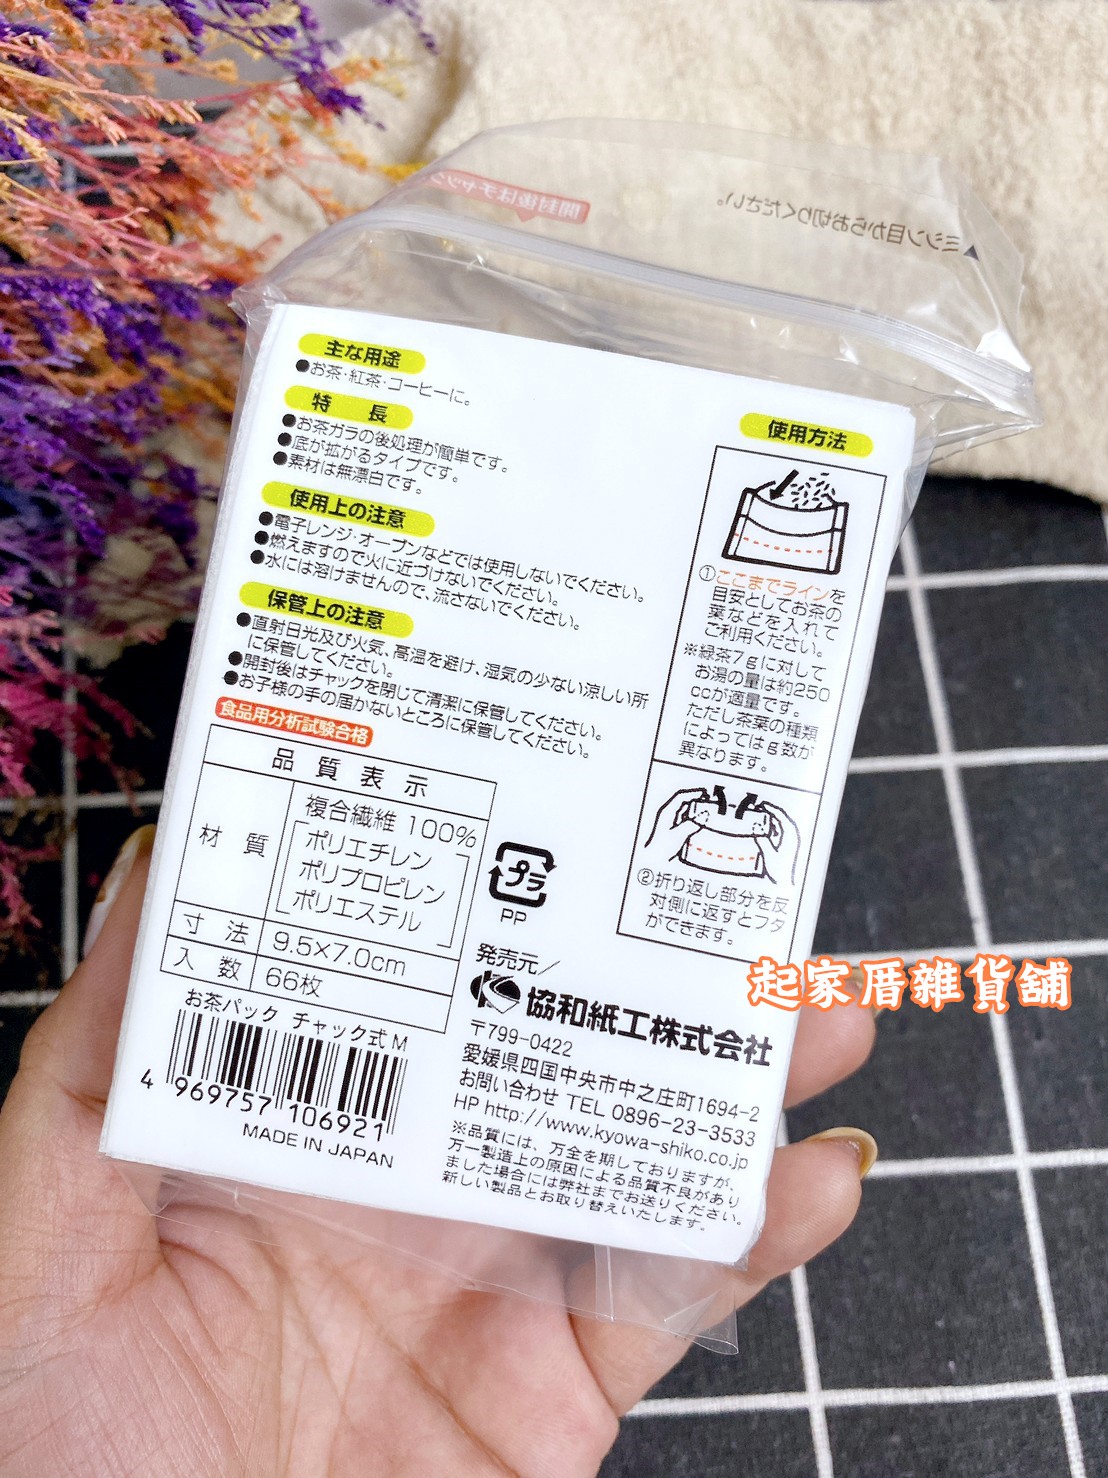 ▲ミシン目からお切りください。
開封後はチャック
主な用途
●お茶・紅茶・コーヒーに。
特 長
●お茶ガラの後処理が簡単です。
●底が拡がるタイプです。
●素材は無漂白です。
使用上の注意
●電子レンジ・オーブンなどでは使用しないでください。
●燃えますので火に近づけないでください。
●水には溶けませんので、流さないでください。
保管上の注意
●直射日光及び火気、高温を避け、湿気の少ない涼しい所
に保管してください。
●開封後はチャックを閉じて清潔に保管してください。
●お子様の手の届かないところに保管してください。
食品用分析試験合格
品質表示
材 質
複合繊維 100%
ポリエチレン
ポリプロピレン
ポリエステル
寸 法 9.5×7.0cm
入 数 66枚
お茶パック チャック式 M
4 969757 106921
MADE IN JAPAN
使用方法
①ここまでラインを
目安としてお茶の
葉などを入れて
ご利用ください。
※緑茶7gに対して
お湯の量は約250
ccが適量です。
ただし茶葉の種類
によってはg数が
異なります。
②折り返し部分を反
対側に返すとフタ
ができます。
プラ
PP
発売元/
協和紙工株式会社
〒799-0422
愛媛県四国中央市中之庄町1694-2
お問い合わせ TEL 0896-23-3533
HP http://www.kyowa-shiko.co.jp
※品質には、万全を期しておりますが、
万一製造上の原因による品質不良があり
ました場合には弊社までお送りください。
新しい製品とお取り替えいたします。
起家厝雜貨舖